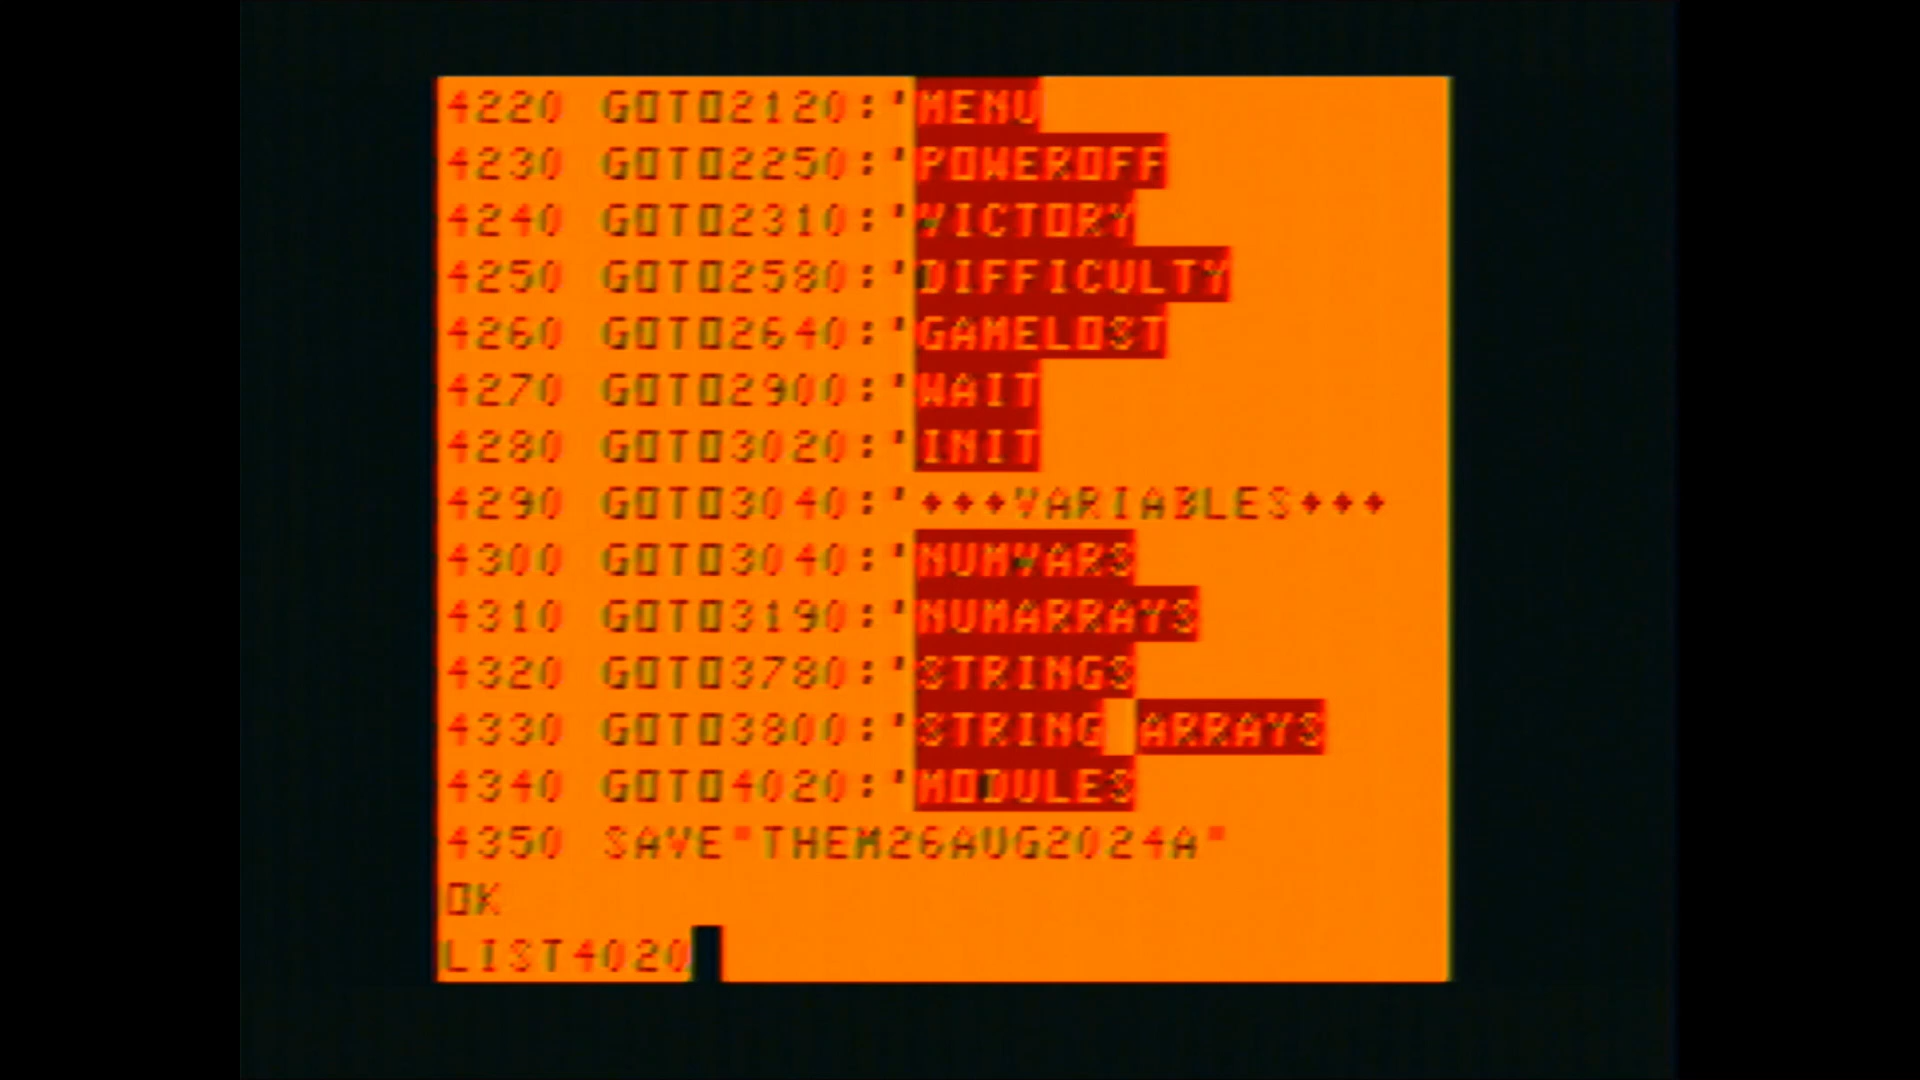 4220 GOTO2120:'MENU
4230 GOTO2250:'POWEROFF
4240 GOTO2310:'VICTORY
4250 GOTO2580:'DIFFICULTY
4260 GOTO2640:'GAMELOST
4270 GOTO2900:'WAIT
4280 GOTO3020:'INIT
4290 GOTO3040:'***VARIABLES***
4300 GOTO3040:'NUMVARS
4310 GOTO3190:'NUMARRAYS
4320 GOTO3780:'STRINGS
4330 GOTO3800:'STRING ARRAYS
4340 GOTO4020:'MODULES
4350 SAVE"THEM26AUG2024A"
OK
LIST4020